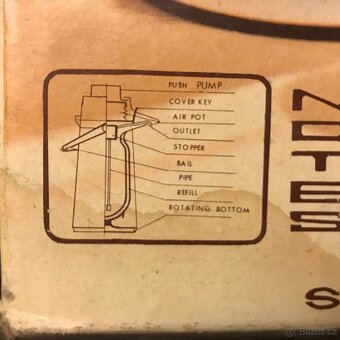 PUSH PUMP
COVER KEY
AIR POT
OUTLET
STOPPER
BAIL
PIPE
REFILL
ROTATING BOTTOM
NOTES
S
© Bazos.cz